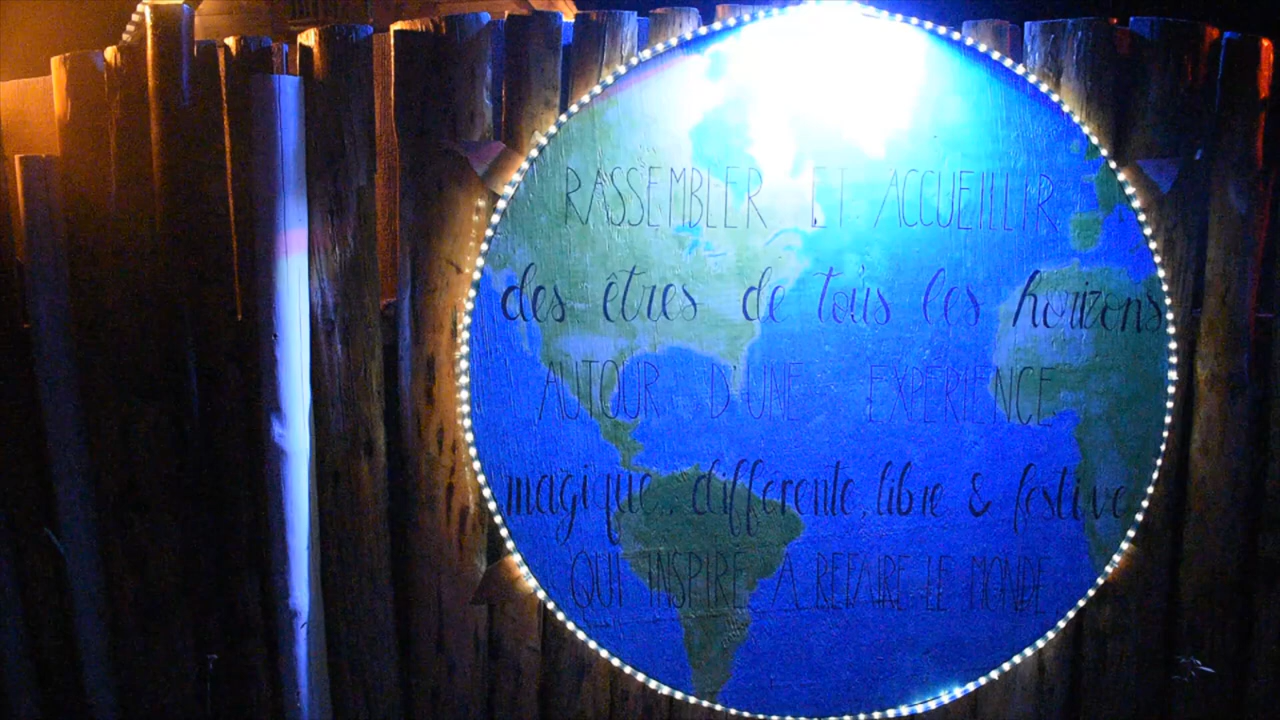 RASSEMBLER ET ACCUEILLIR
des êtres de tous les horizons
AUTOUR D'UNE EXPERIENCE
magique, différente, libre & festive
QUI INSPIRE A REFAIRE LE MONDE